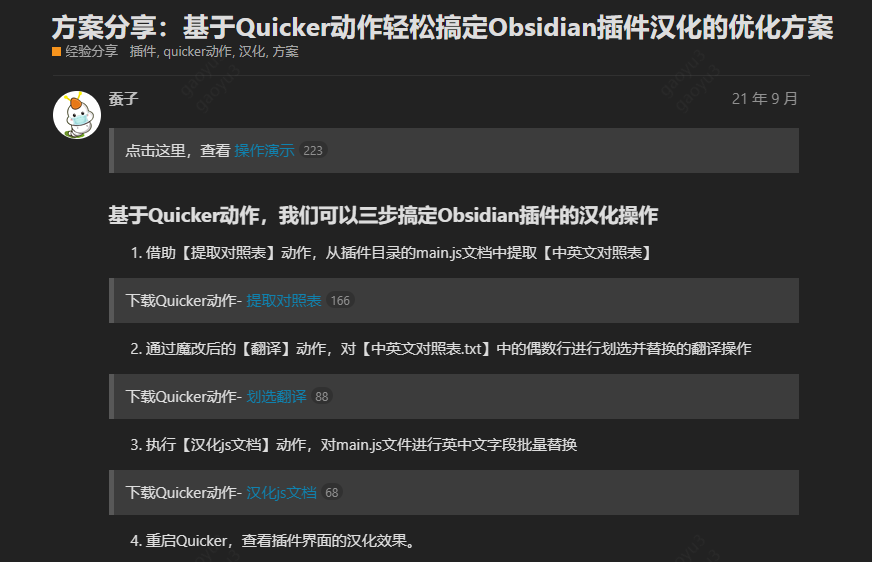 方案分享：基于Quicker动作轻松搞定Obsidian插件汉化的优化方案
经验分享 插件, quicker动作, 汉化, 方案
蚕子 21 年 9 月
点击这里，查看 操作演示 223
基于Quicker动作，我们可以三步搞定Obsidian插件的汉化操作
1. 借助【提取对照表】动作，从插件目录的main.js文档中提取【中英文对照表】
下载Quicker动作- 提取对照表 166
2. 通过魔改后的【翻译】动作，对【中英文对照表.txt】中的偶数行进行划选并替换的翻译操作
下载Quicker动作- 划选翻译 88
3. 执行【汉化js文档】动作，对main.js文件进行英中文字段批量替换
下载Quicker动作- 汉化js文档 68
4. 重启Quicker，查看插件界面的汉化效果。